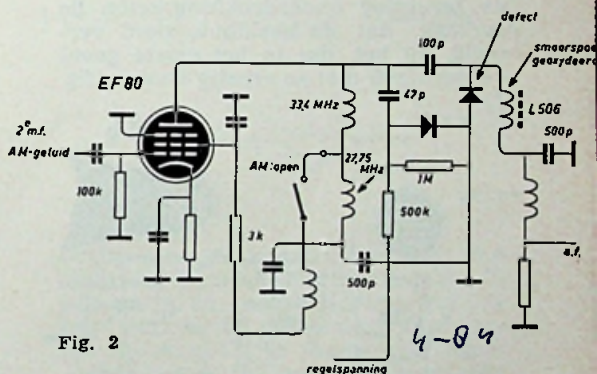 defect
100p
smoorspoel
geoxydeerd
EF80
47p
L506
33,4 MHz
500p
2e m.f.
AM-geluid
AM:open
27,75
MHz
1M
100k
500k
3k
500p
a.f.
Fig. 2
4-84
regelspanning